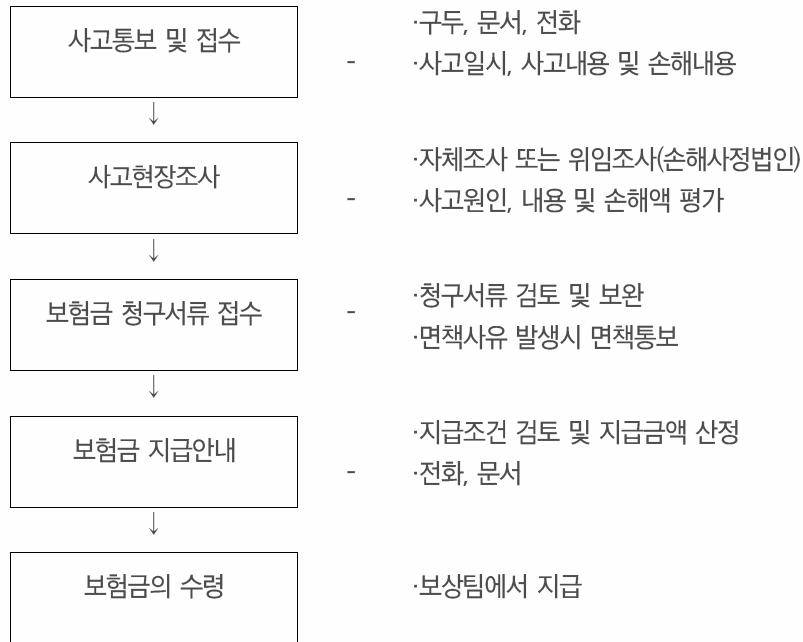 사고통보 및 접수
-
·구두, 문서, 전화
·사고일시, 사고내용 및 손해내용
↓
사고현장조사
-
·자체조사 또는 위임조사(손해사정법인)
·사고원인, 내용 및 손해액 평가
↓
보험금 청구서류 접수
-
·청구서류 검토 및 보완
·면책사유 발생시 면책통보
↓
보험금 지급안내
-
·지급조건 검토 및 지급금액 산정
·전화, 문서
↓
보험금의 수령
·보상팀에서 지급